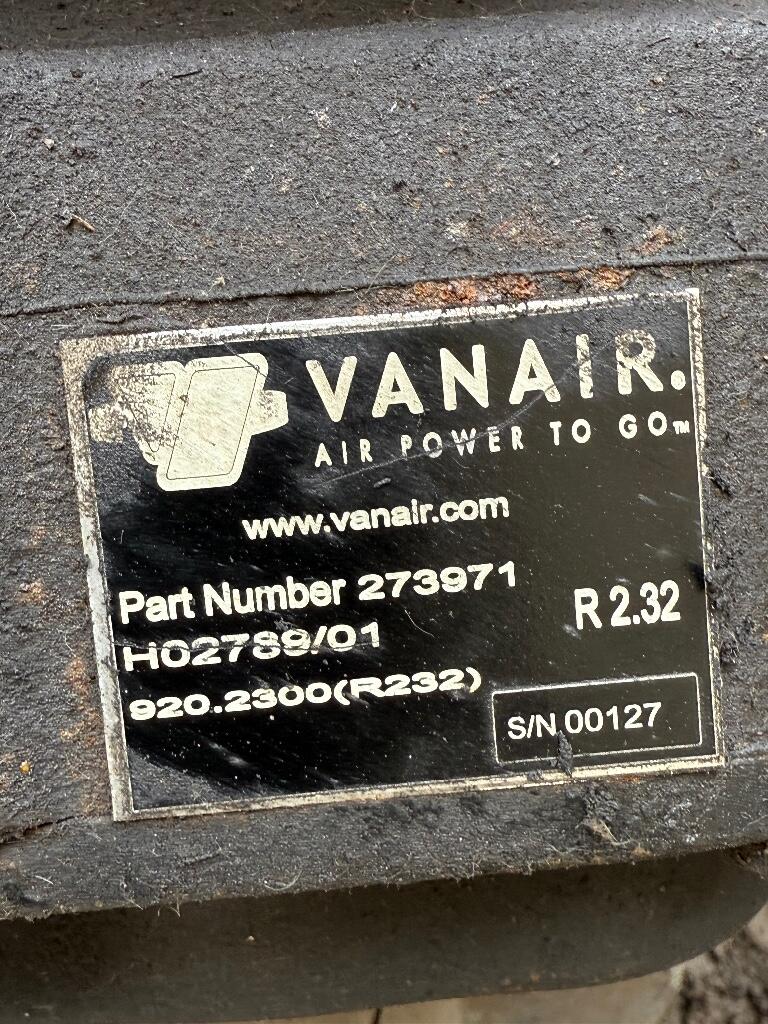 VANAIR.®
AIR POWER TO GO™
www.vanair.com
Part Number 273971
H02789/01
R 2.32
920.2300(R232)
S/N 00127